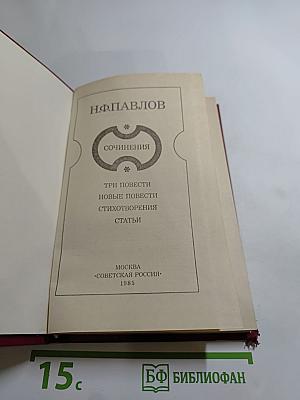 Н.Ф.ПАВЛОВ
СОЧИНЕНИЯ
ТРИ ПОВЕСТИ
НОВЫЕ ПОВЕСТИ
СТИХОТВОРЕНИЯ
СТАТЬИ
МОСКВА
«СОВЕТСКАЯ РОССИЯ»
1985
15с
БФ БИБЛИОФАН